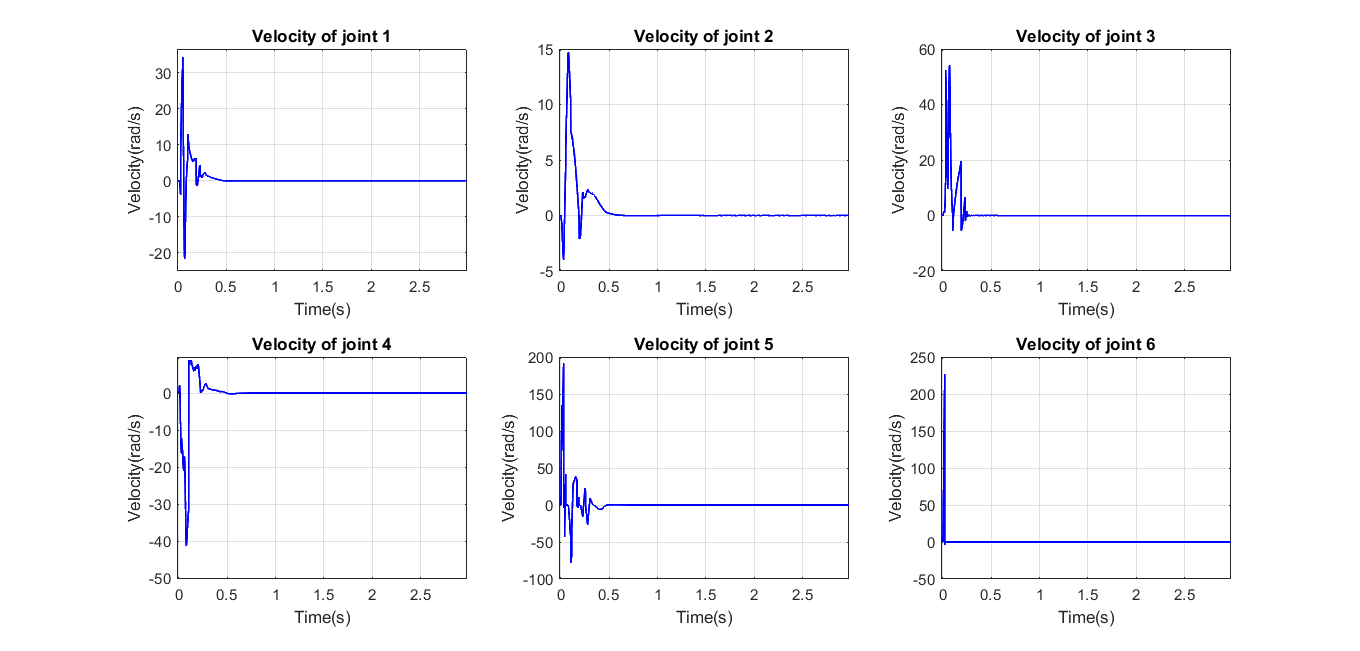 Velocity of joint 1
Velocity(rad/s)
30
20
10
0
-10
-20
0 0.5 1 1.5 2 2.5
Time(s)
Velocity of joint 2
Velocity(rad/s)
15
10
5
0
-5
0 0.5 1 1.5 2 2.5
Time(s)
Velocity of joint 3
Velocity(rad/s)
60
40
20
0
-20
0 0.5 1 1.5 2 2.5
Time(s)
Velocity of joint 4
Velocity(rad/s)
0
-10
-20
-30
-40
-50
0 0.5 1 1.5 2 2.5
Time(s)
Velocity of joint 5
Velocity(rad/s)
200
150
100
50
0
-50
-100
0 0.5 1 1.5 2 2.5
Time(s)
Velocity of joint 6
Velocity(rad/s)
250
200
150
100
50
0
-50
0 0.5 1 1.5 2 2.5
Time(s)